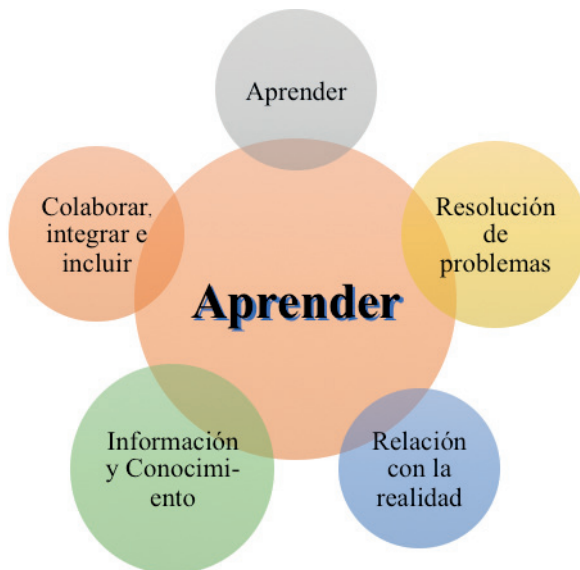 Aprender
Colaborar,
integrar e
incluir
Resolución
de
problemas
Aprender
Información
y Conocimi-
ento
Relación
con la
realidad